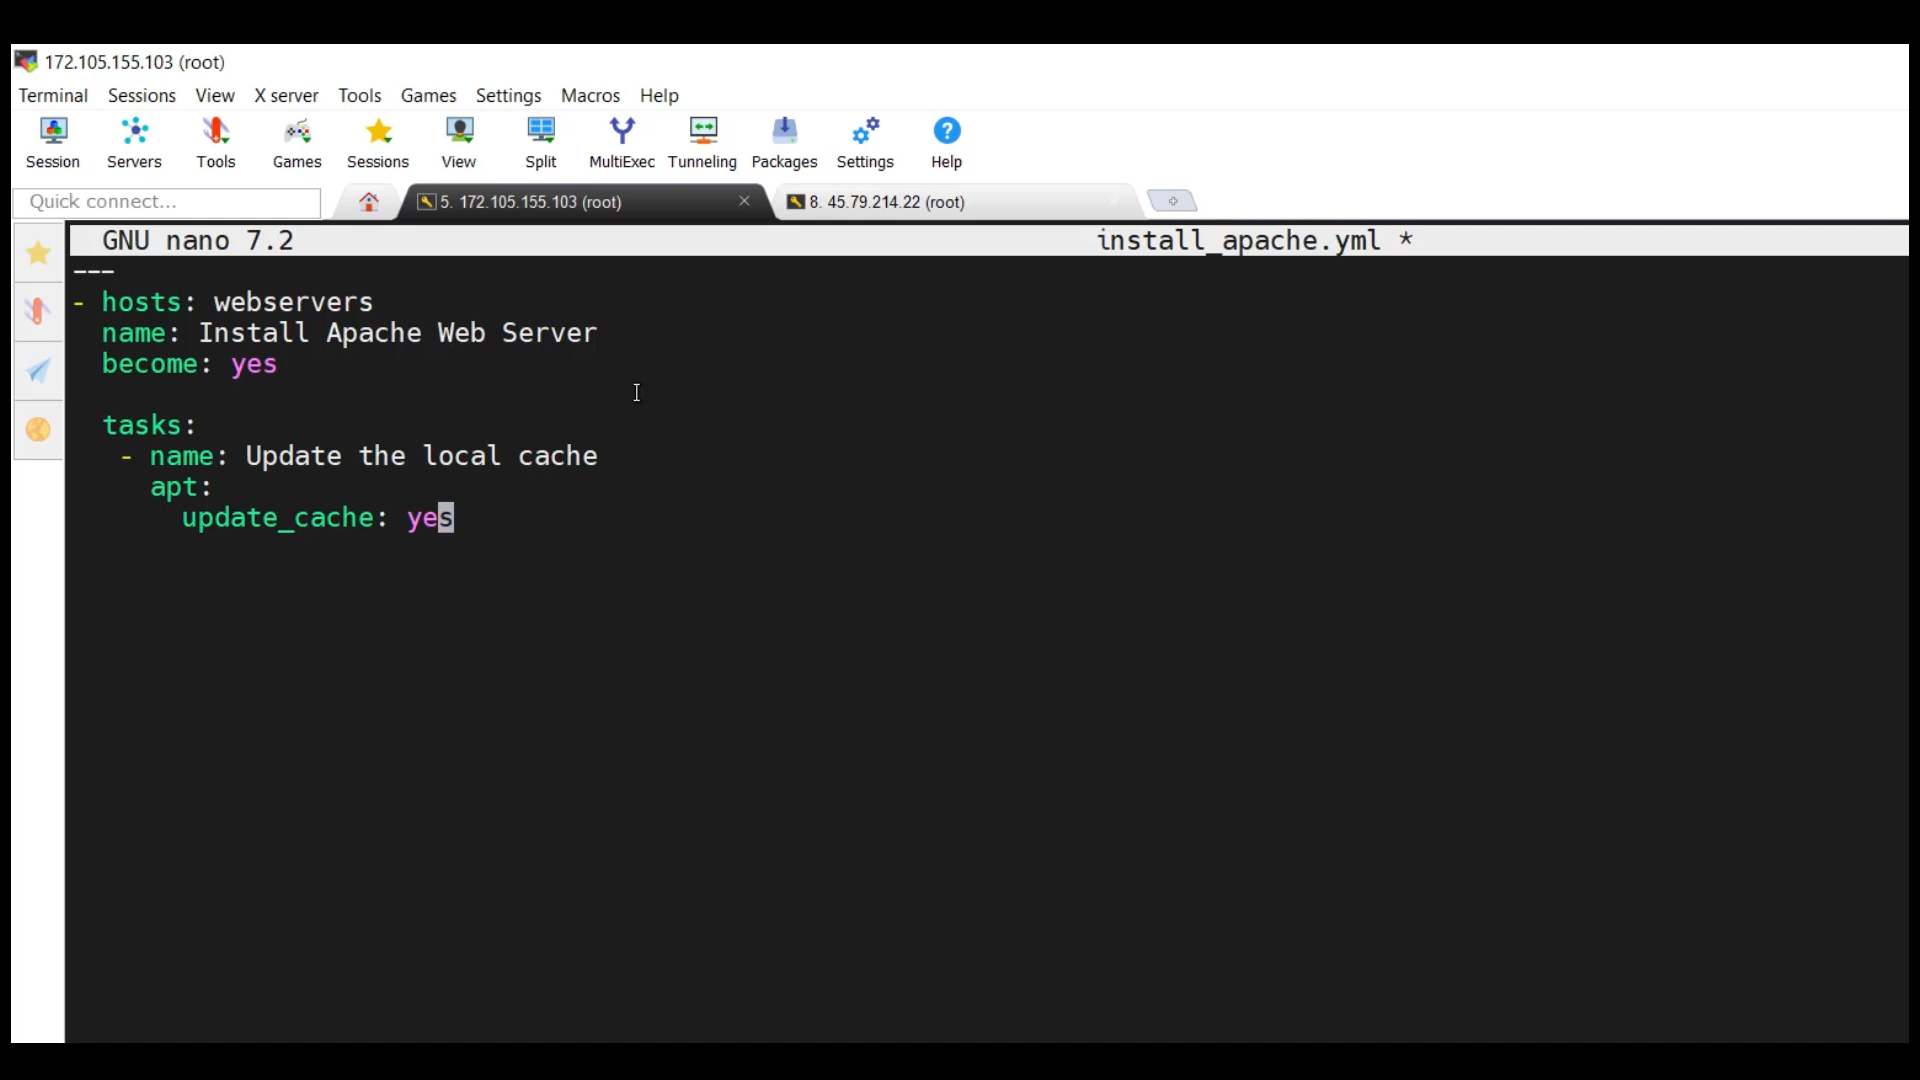 172.105.155.103 (root)
Terminal Sessions View X server Tools Games Settings Macros Help
Session Servers Tools Games Sessions View Split MultiExec Tunneling Packages Settings Help
Quick connect... 5. 172.105.155.103 (root) 8. 45.79.214.22 (root)
GNU nano 7.2 install_apache.yml *
---
- hosts: webservers
  name: Install Apache Web Server
  become: yes
  tasks:
   - name: Update the local cache
     apt:
       update_cache: yes